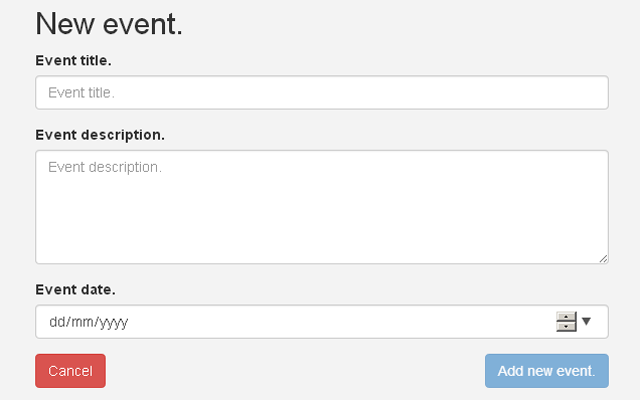 New event.
Event title.
Event title.
Event description.
Event description.
Event date.
dd/mm/yyyy
Cancel
Add new event.